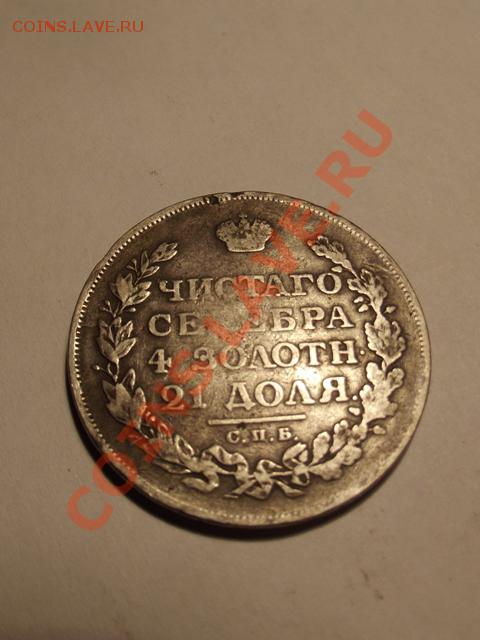 COINS.LAVE.RU
ЧИСТАГО
СЕРЕБРА
4 ЗОЛОТН.
21 ДОЛЯ.
С.П.Б.
COINS.LAVE.RU